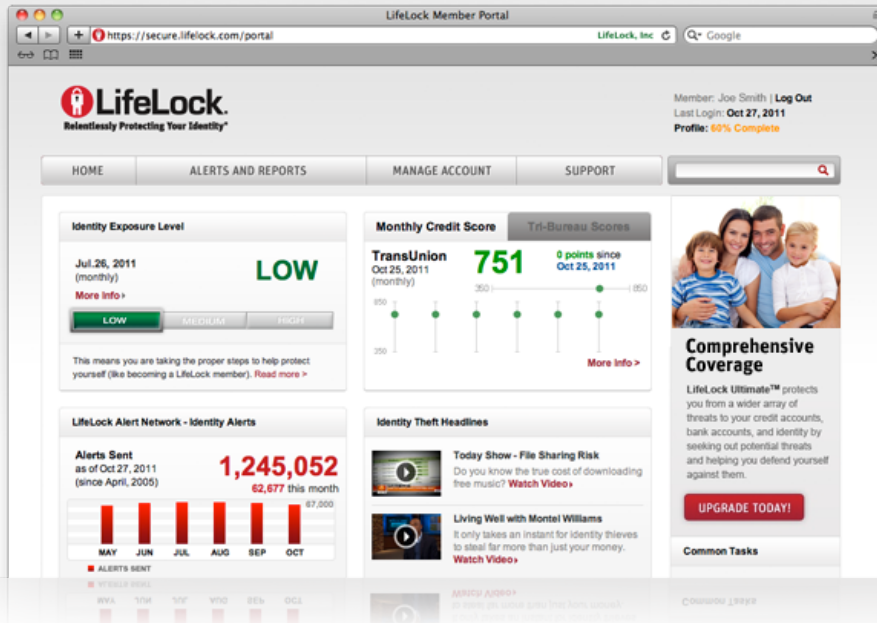 LifeLock Member Portal
https://secure.lifelock.com/portal
LifeLock, Inc
Google
LifeLock.
Relentlessly Protecting Your Identity®
Member: Joe Smith | Log Out
Last Login: Oct 27, 2011
Profile: 60% Complete
HOME
ALERTS AND REPORTS
MANAGE ACCOUNT
SUPPORT
Identity Exposure Level
Jul.26, 2011
(monthly)
More Info
LOW
LOW
MEDIUM
HIGH
This means you are taking the proper steps to help protect
yourself (like becoming a LifeLock member). Read more >
Monthly Credit Score
Tri-Bureau Scores
TransUnion
Oct 25, 2011
(monthly)
751
0 points since
Oct 25, 2011
350
850
850
350
More Info >
Comprehensive
Coverage
LifeLock Ultimate™ protects
you from a wider array of
threats to your credit accounts,
bank accounts, and identity by
seeking out potential threats
and helping you defend yourself
against them.
UPGRADE TODAY!
Common Tasks
LifeLock Alert Network - Identity Alerts
Alerts Sent
as of Oct 27, 2011
(since April, 2005)
1,245,052
62,677 this month
67,000
MAY JUN JUL AUG SEP OCT
ALERTS SENT
Identity Theft Headlines
Today Show - File Sharing Risk
Do you know the true cost of downloading
free music? Watch Video
Living Well with Montel Williams
It only takes an instant for identity thieves
to steal far more than just your money.
Watch Video